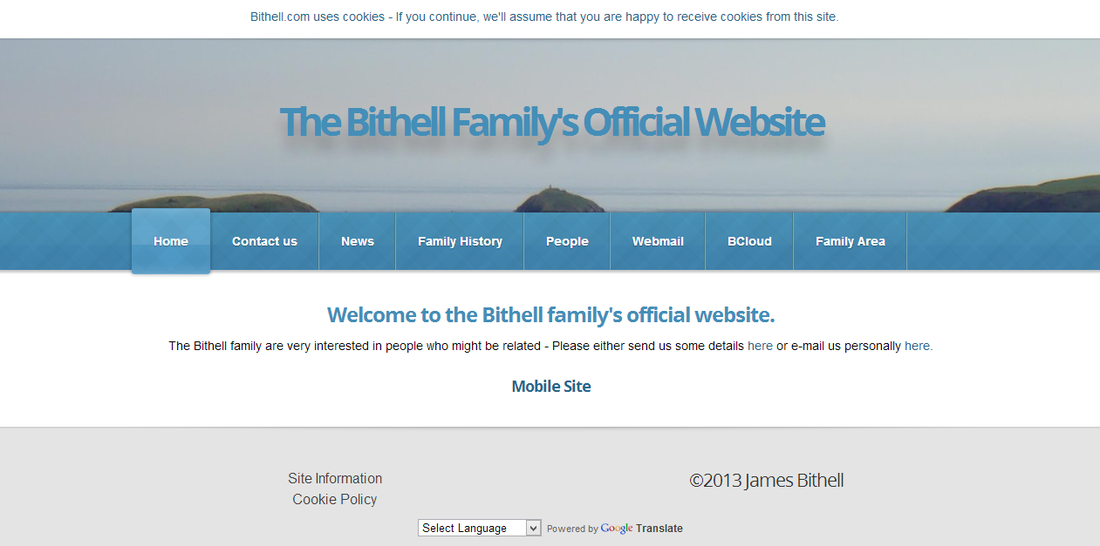 Bithell.com uses cookies - If you continue, we'll assume that you are happy to receive cookies from this site.
The Bithell Family's Official Website
Home Contact us News Family History People Webmail BCloud Family Area
Welcome to the Bithell family's official website.
The Bithell family are very interested in people who might be related - Please either send us some details here or e-mail us personally here.
Mobile Site
Site Information
Cookie Policy
©2013 James Bithell
Select Language Powered by Google Translate